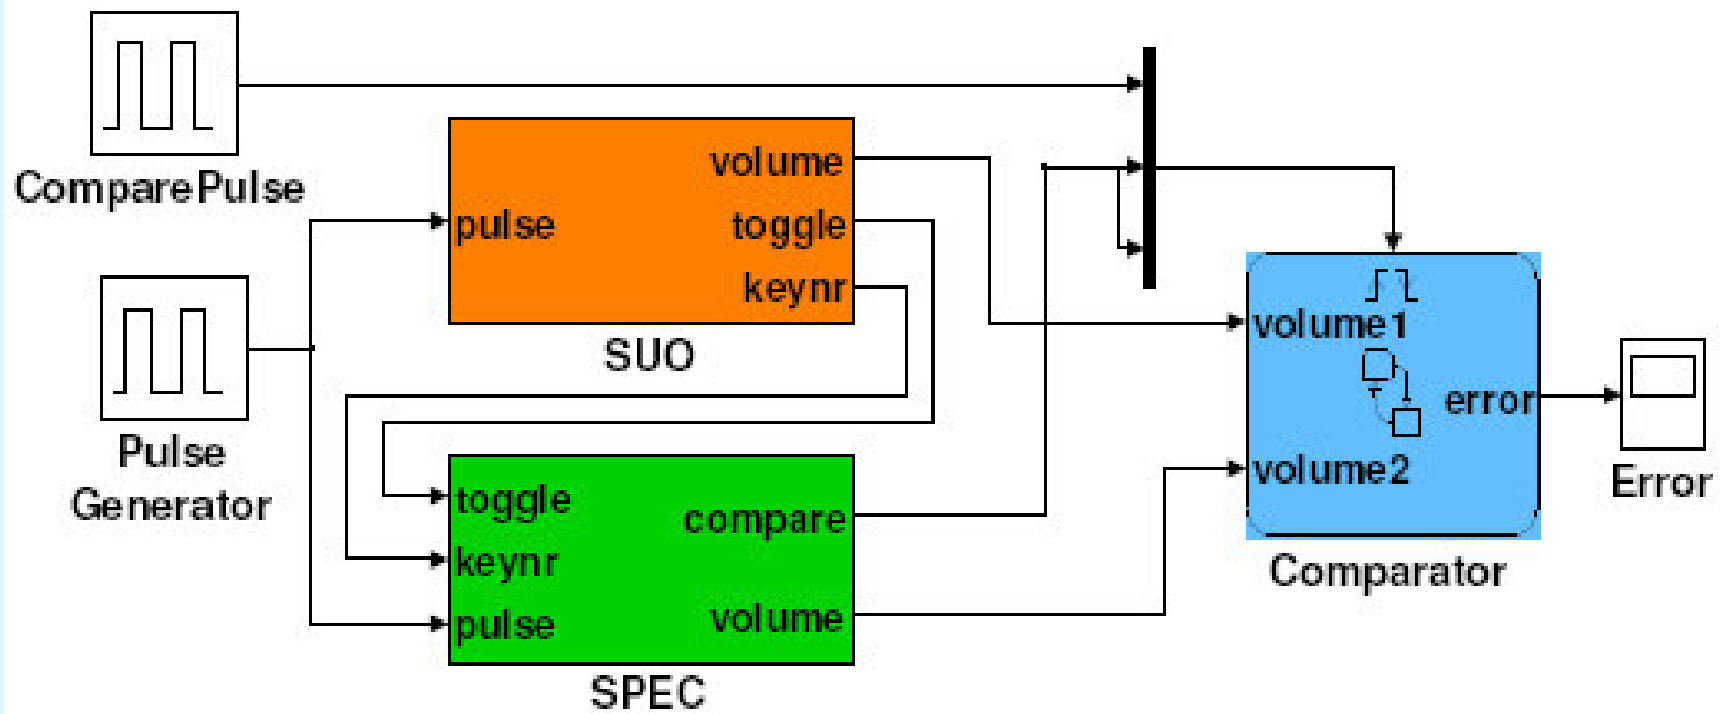 ComparePulse
Pulse
Generator
pulse
volume
toggle
keynr
SUO
toggle
keynr
pulse
compare
volume
SPEC
volume1
error
volume2
Comparator
Error